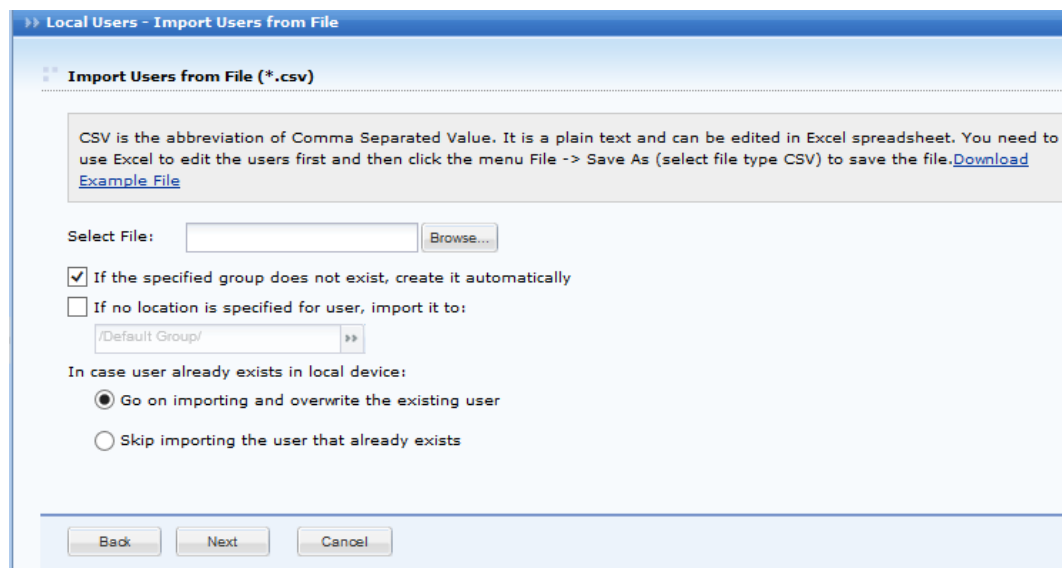 Local Users - Import Users from File
Import Users from File (*.csv)
CSV is the abbreviation of Comma Separated Value. It is a plain text and can be edited in Excel spreadsheet. You need to
use Excel to edit the users first and then click the menu File -> Save As (select file type CSV) to save the file.Download
Example File
Select File: Browse...
If the specified group does not exist, create it automatically
If no location is specified for user, import it to:
/Default Group/
In case user already exists in local device:
Go on importing and overwrite the existing user
Skip importing the user that already exists
Back Next Cancel